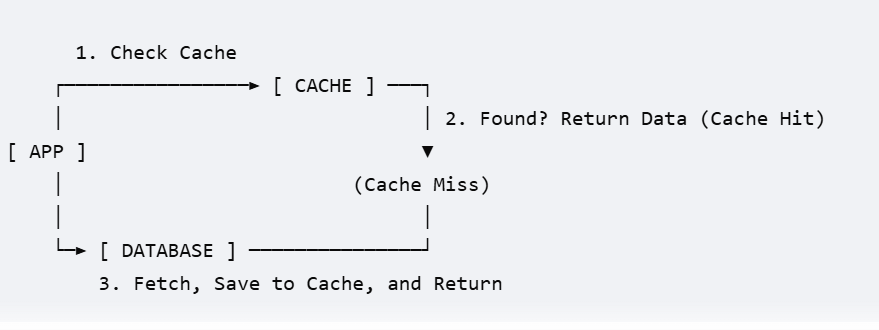 1. Check Cache
[ CACHE ]
2. Found? Return Data (Cache Hit)
[ APP ]
(Cache Miss)
[ DATABASE ]
3. Fetch, Save to Cache, and Return